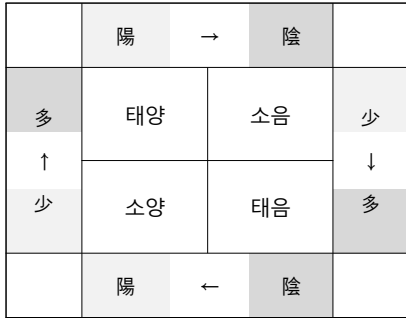 陽 → 陰
多 태양 소음 少
↑ ↓
少 소양 태음 多
陽 ← 陰